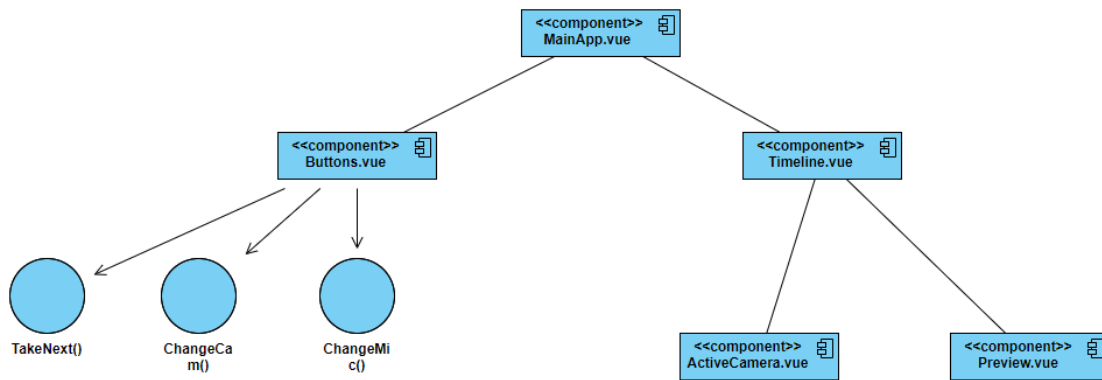 <<component>>
MainApp.vue
<<component>>
Buttons.vue
<<component>>
Timeline.vue
TakeNext()
ChangeCa
m()
ChangeMi
c()
<<component>>
ActiveCamera.vue
<<component>>
Preview.vue